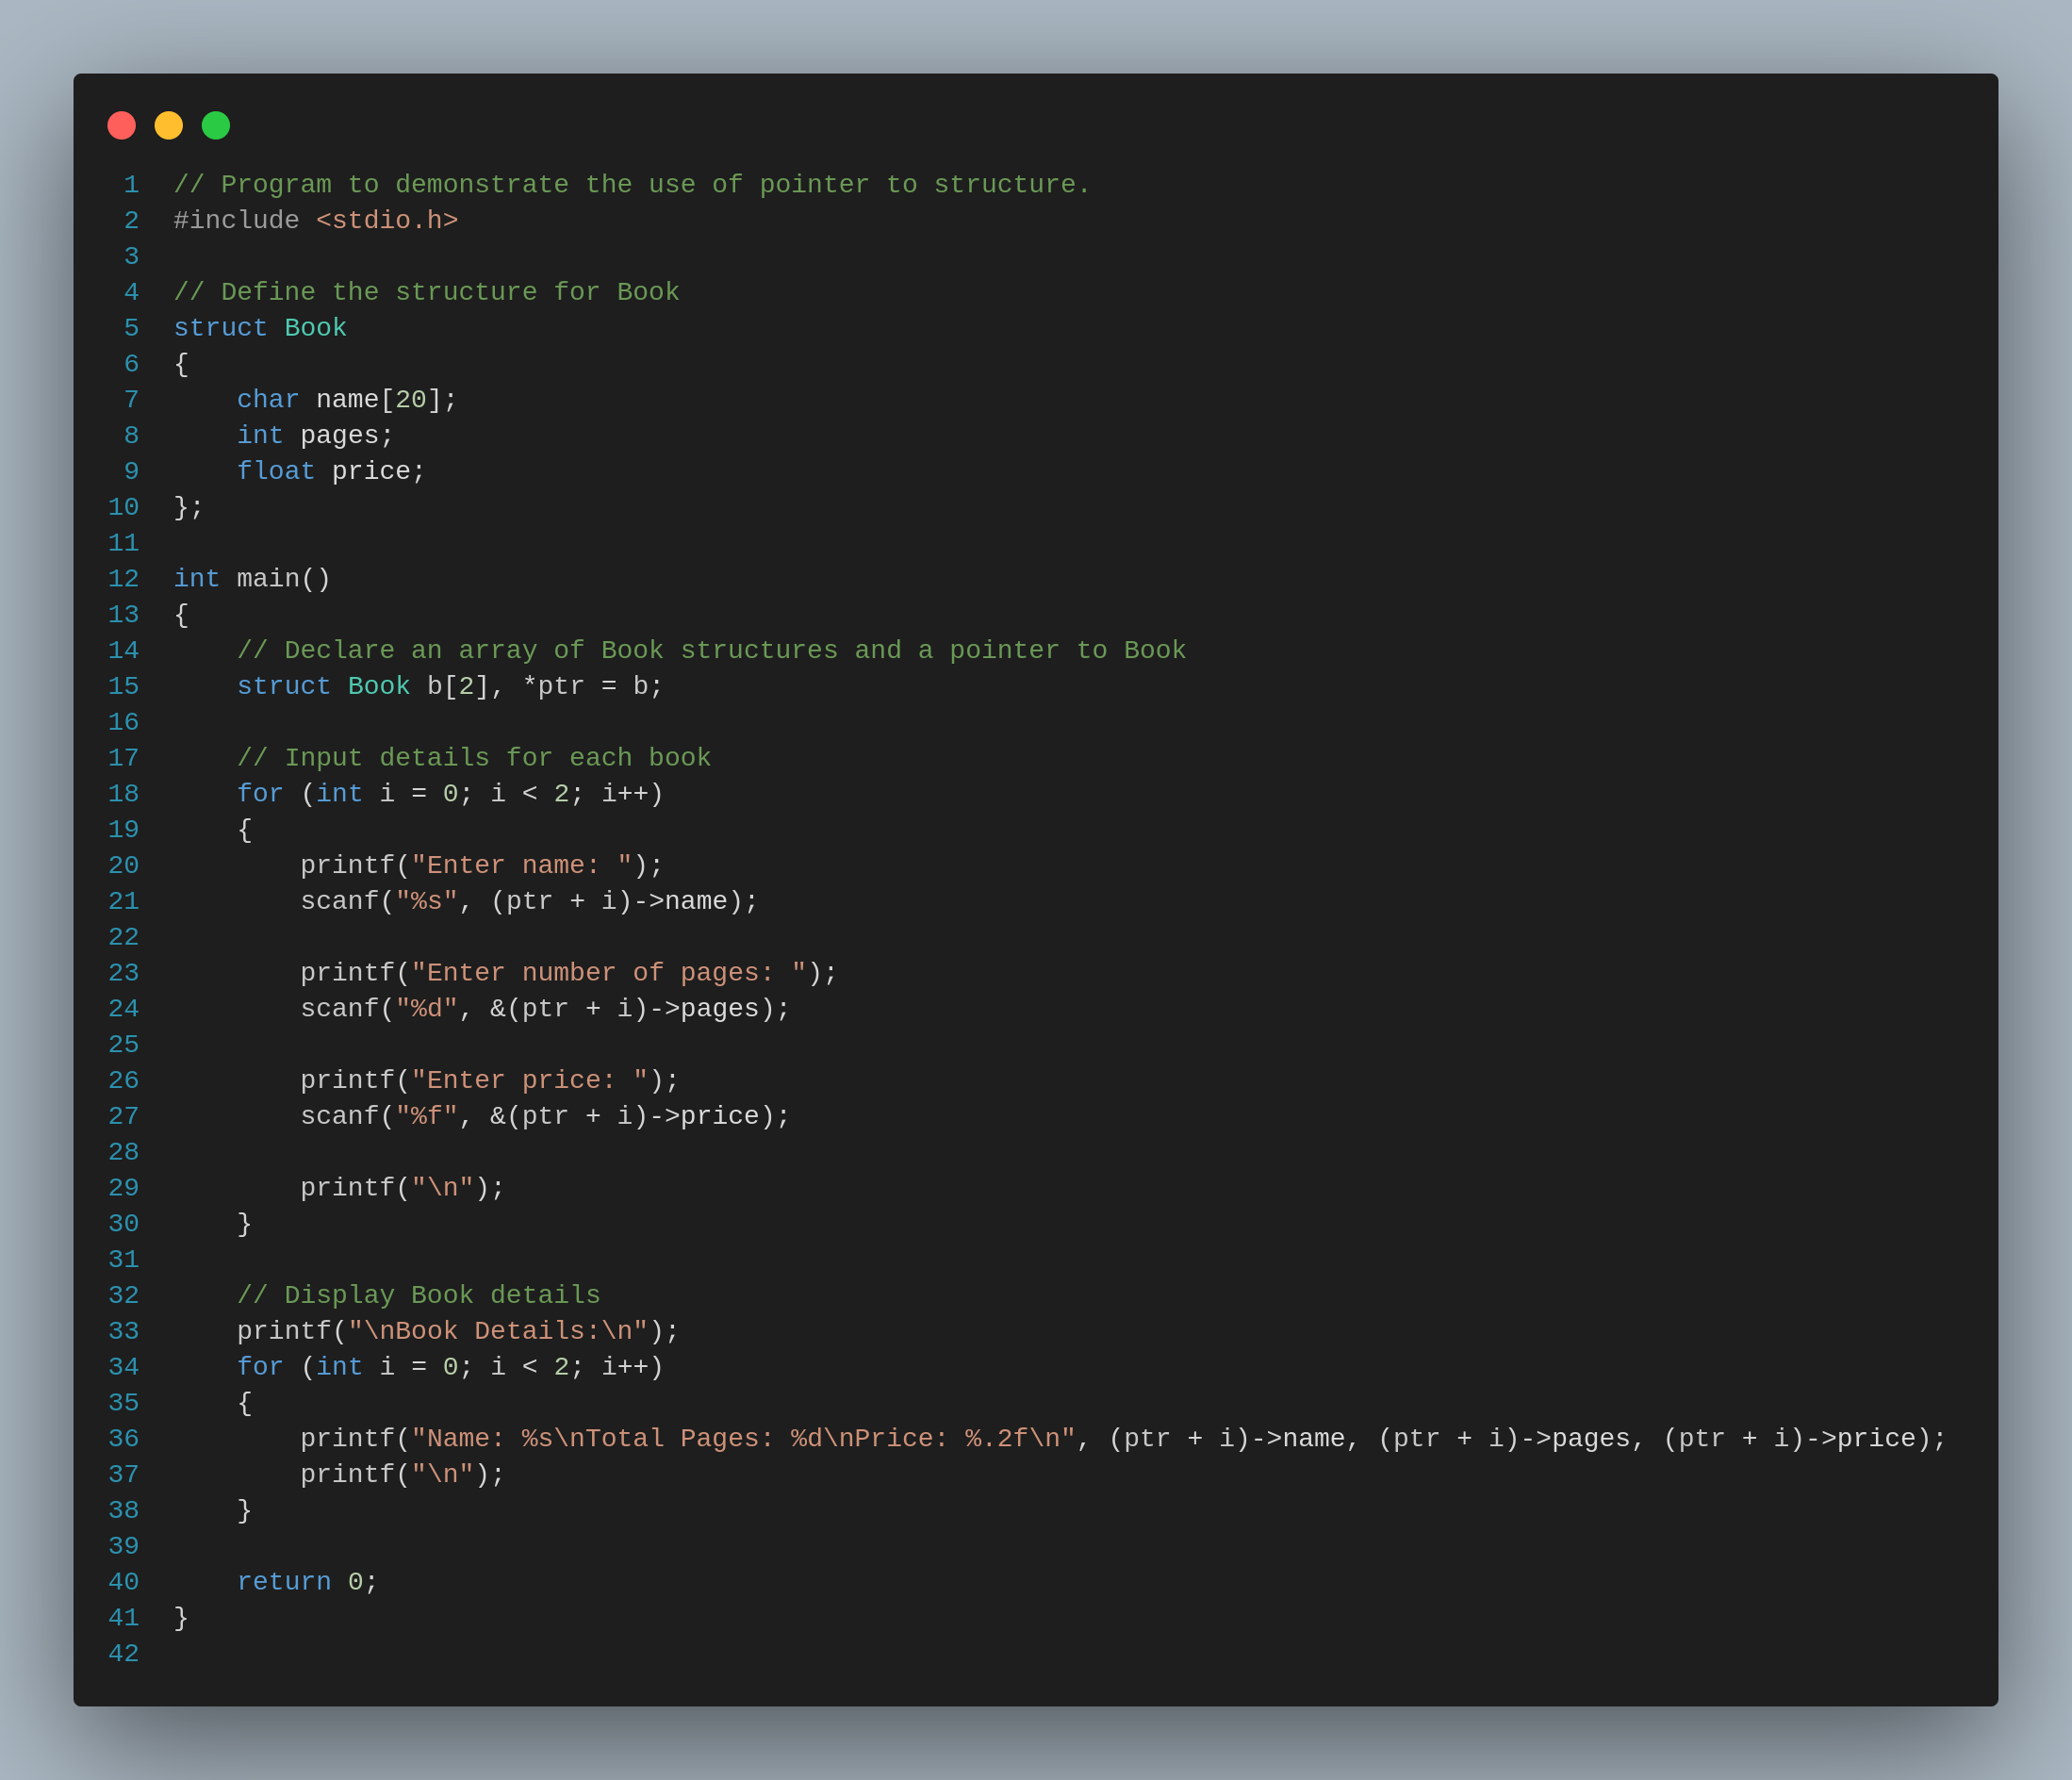 1 // Program to demonstrate the use of pointer to structure.
2 #include <stdio.h>
3
4 // Define the structure for Book
5 struct Book
6 {
7     char name[20];
8     int pages;
9     float price;
10 };
11
12 int main()
13 {
14     // Declare an array of Book structures and a pointer to Book
15     struct Book b[2], *ptr = b;
16
17     // Input details for each book
18     for (int i = 0; i < 2; i++)
19     {
20         printf("Enter name: ");
21         scanf("%s", (ptr + i)->name);
22
23         printf("Enter number of pages: ");
24         scanf("%d", &(ptr + i)->pages);
25
26         printf("Enter price: ");
27         scanf("%f", &(ptr + i)->price);
28
29         printf("\n");
30     }
31
32     // Display Book details
33     printf("\nBook Details:\n");
34     for (int i = 0; i < 2; i++)
35     {
36         printf("Name: %s\nTotal Pages: %d\nPrice: %.2f\n", (ptr + i)->name, (ptr + i)->pages, (ptr + i)->price);
37         printf("\n");
38     }
39
40     return 0;
41 }
42